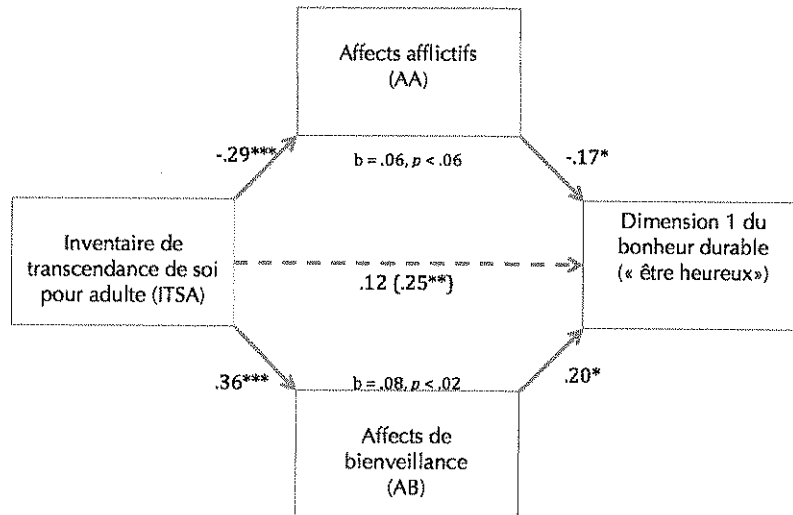 Affects afflictifs
(AA)
-.29***
b = .06, p < .06
-.17*
Inventaire de
transcendance de soi
pour adulte (ITSA)
Dimension 1 du
bonheur durable
(« être heureux»)
.12 (.25**)
.36***
b = .08, p < .02
.20*
Affects de
bienveillance
(AB)